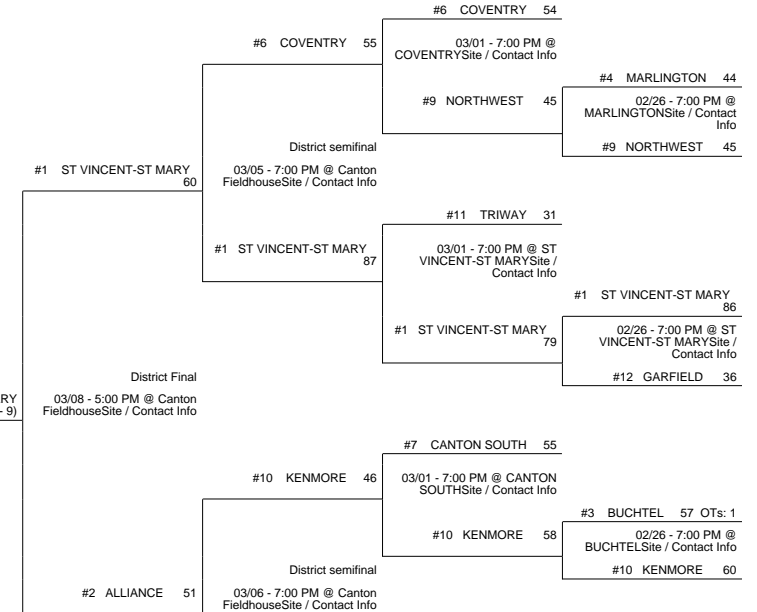 #6 COVENTRY 54
#6 COVENTRY 55
03/01 - 7:00 PM @
COVENTRYSite / Contact Info
#4 MARLINGTON 44
#9 NORTHWEST 45
02/26 - 7:00 PM @
MARLINGTONSite / Contact
Info
District semifinal
#9 NORTHWEST 45
#1 ST VINCENT-ST MARY
60
03/05 - 7:00 PM @ Canton
FieldhouseSite / Contact Info
#11 TRIWAY 31
#1 ST VINCENT-ST MARY
87
03/01 - 7:00 PM @ ST
VINCENT-ST MARYSite /
Contact Info
#1 ST VINCENT-ST MARY
86
#1 ST VINCENT-ST MARY
79
02/26 - 7:00 PM @ ST
VINCENT-ST MARYSite /
Contact Info
District Final
#12 GARFIELD 36
RY
- 9)
03/08 - 5:00 PM @ Canton
FieldhouseSite / Contact Info
#7 CANTON SOUTH 55
#10 KENMORE 46
03/01 - 7:00 PM @ CANTON
SOUTHSite / Contact Info
#3 BUCHTEL 57 OTs: 1
#10 KENMORE 58
02/26 - 7:00 PM @
BUCHTELSite / Contact Info
District semifinal
#10 KENMORE 60
#2 ALLIANCE 51
03/06 - 7:00 PM @ Canton
FieldhouseSite / Contact Info